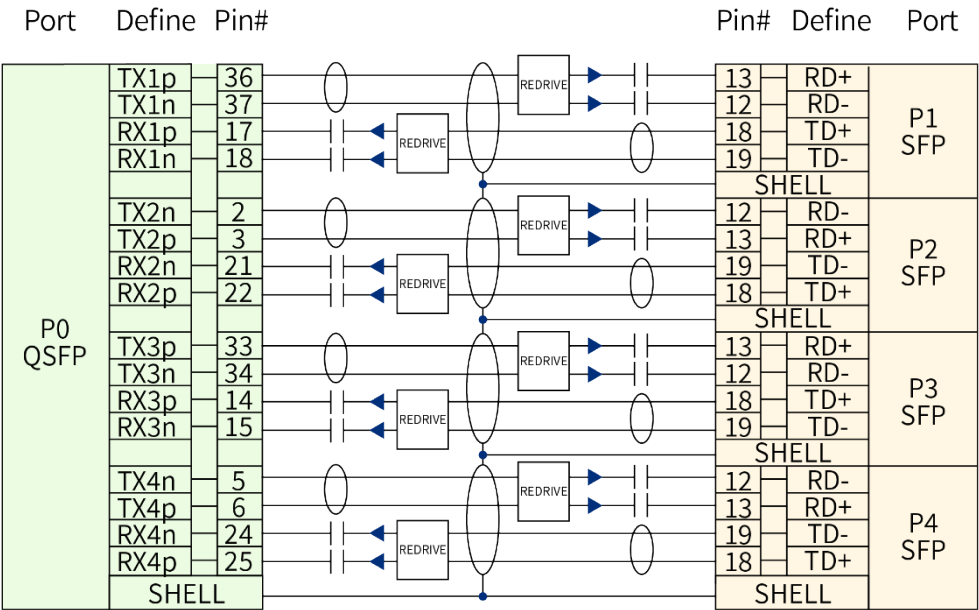 Port Define Pin# Pin# Define Port
TX1p 36 REDRIVE 13 RD+
TX1n 37 12 RD-
RX1p 17 REDRIVE 18 TD+
RX1n 18 19 TD-
P1
SFP
SHELL
TX2n 2 REDRIVE 12 RD-
TX2p 3 13 RD+
RX2n 21 REDRIVE 19 TD-
RX2p 22 18 TD+
P2
SFP
SHELL
P0
QSFP
TX3p 33 REDRIVE 13 RD+
TX3n 34 12 RD-
RX3p 14 REDRIVE 18 TD+
RX3n 15 19 TD-
P3
SFP
SHELL
TX4n 5 REDRIVE 12 RD-
TX4p 6 13 RD+
RX4n 24 REDRIVE 19 TD-
RX4p 25 18 TD+
P4
SFP
SHELL SHELL